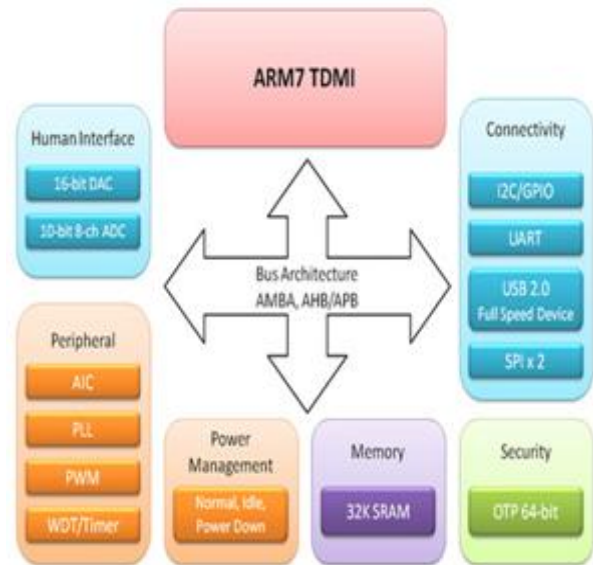 ARM7 TDMI
Human Interface
16-bit DAC
10-bit 8-ch ADC
Connectivity
I2C/GPIO
UART
USB 2.0
Full Speed Device
SPI x 2
Bus Architecture
AMBA, AHB/APB
Peripheral
AIC
PLL
PWM
WDT/Timer
Power
Management
Normal, Idle,
Power Down
Memory
32K SRAM
Security
OTP 64-bit